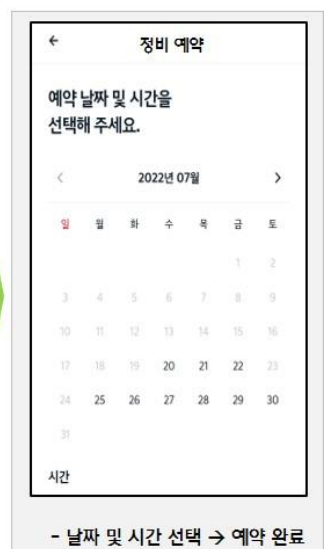 ←
정비 예약
예약 날짜 및 시간을
선택해 주세요.
< 2022년 07월 >
일 월 화 수 목 금 토
1 2
3 4 5 6 7 8 9
10 11 12 13 14 15 16
17 18 19 20 21 22 23
24 25 26 27 28 29 30
31
시간
- 날짜 및 시간 선택 → 예약 완료